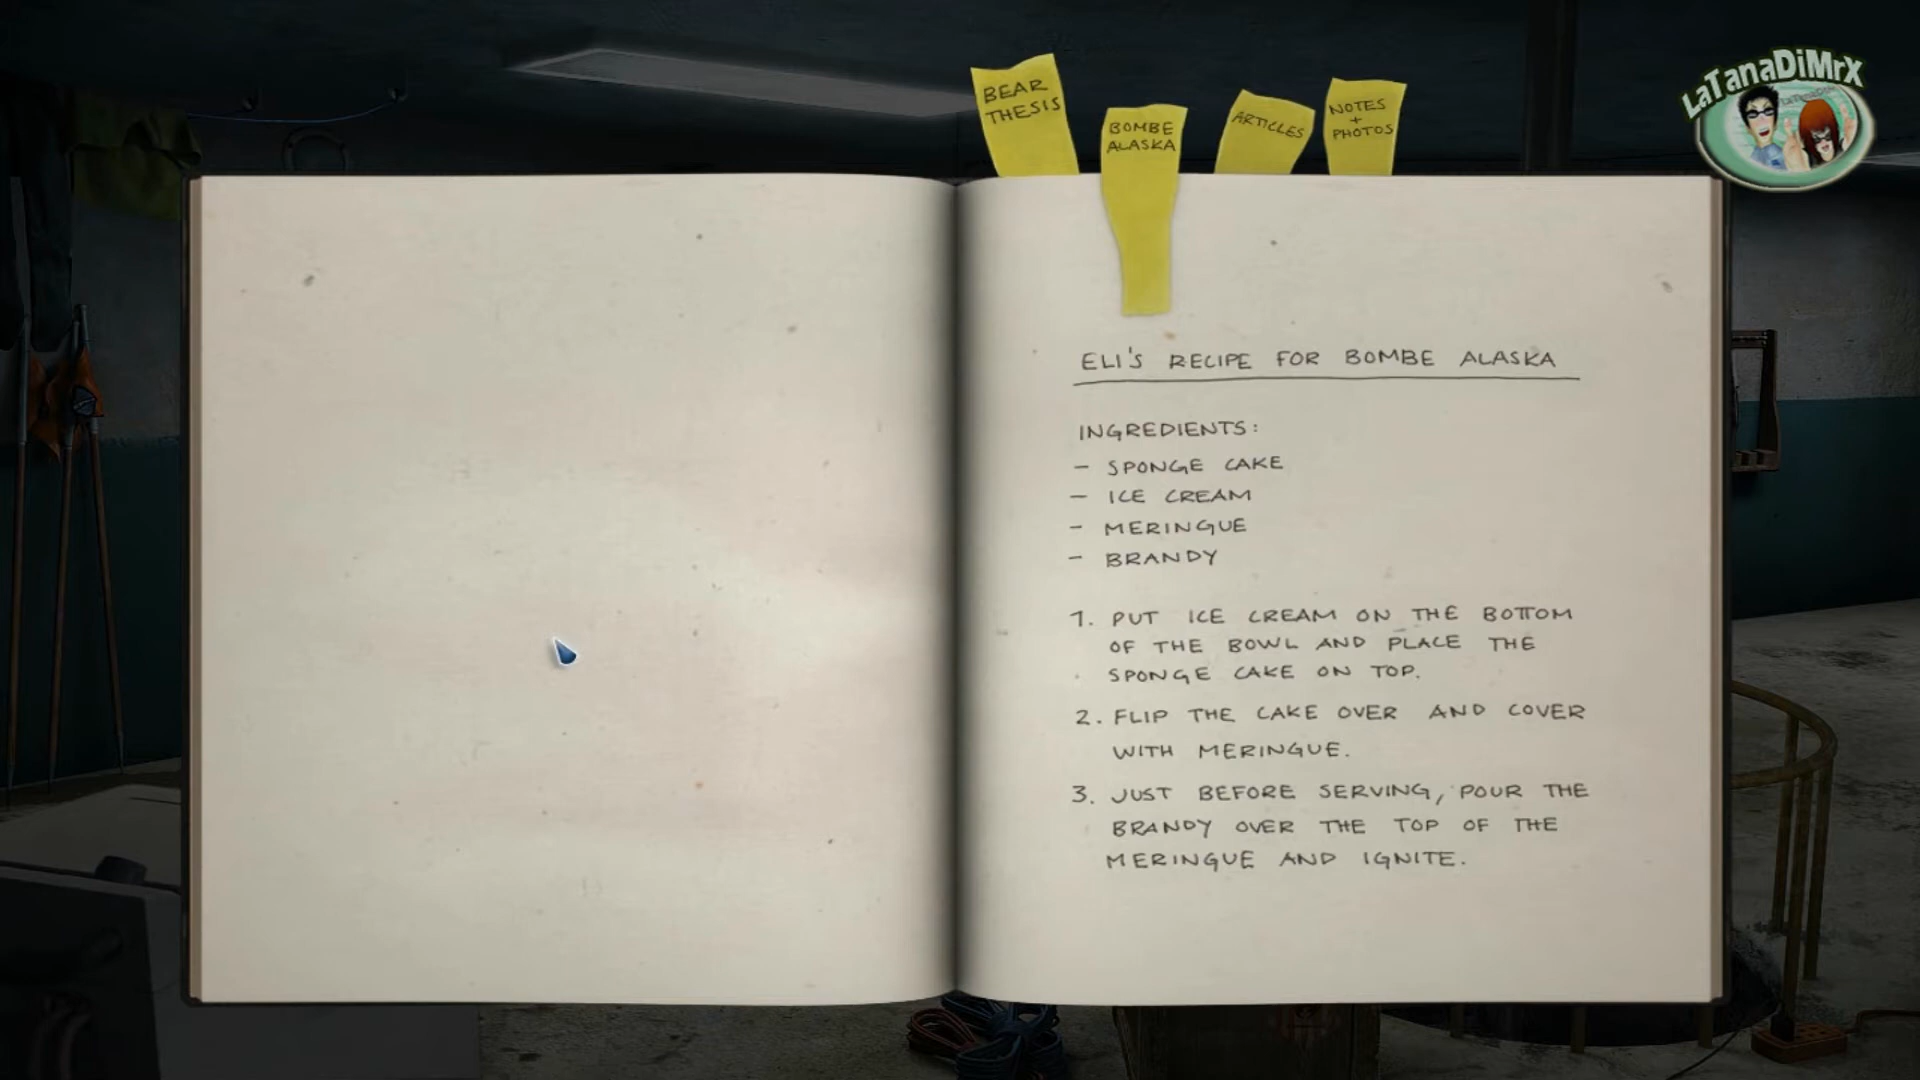 BEAR
THESIS
BOMBE
ALASKA
ARTICLES
NOTES
+
PHOTOS
LaTanaDiMrX
ELI'S RECIPE FOR BOMBE ALASKA
INGREDIENTS:
- SPONGE CAKE
- ICE CREAM
- MERINGUE
- BRANDY
1. PUT ICE CREAM ON THE BOTTOM
OF THE BOWL AND PLACE THE
SPONGE CAKE ON TOP.
2. FLIP THE CAKE OVER AND COVER
WITH MERINGUE.
3. JUST BEFORE SERVING, POUR THE
BRANDY OVER THE TOP OF THE
MERINGUE AND IGNITE.